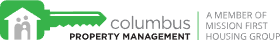 columbus
PROPERTY MANAGEMENT
A MEMBER OF
MISSION FIRST
HOUSING GROUP